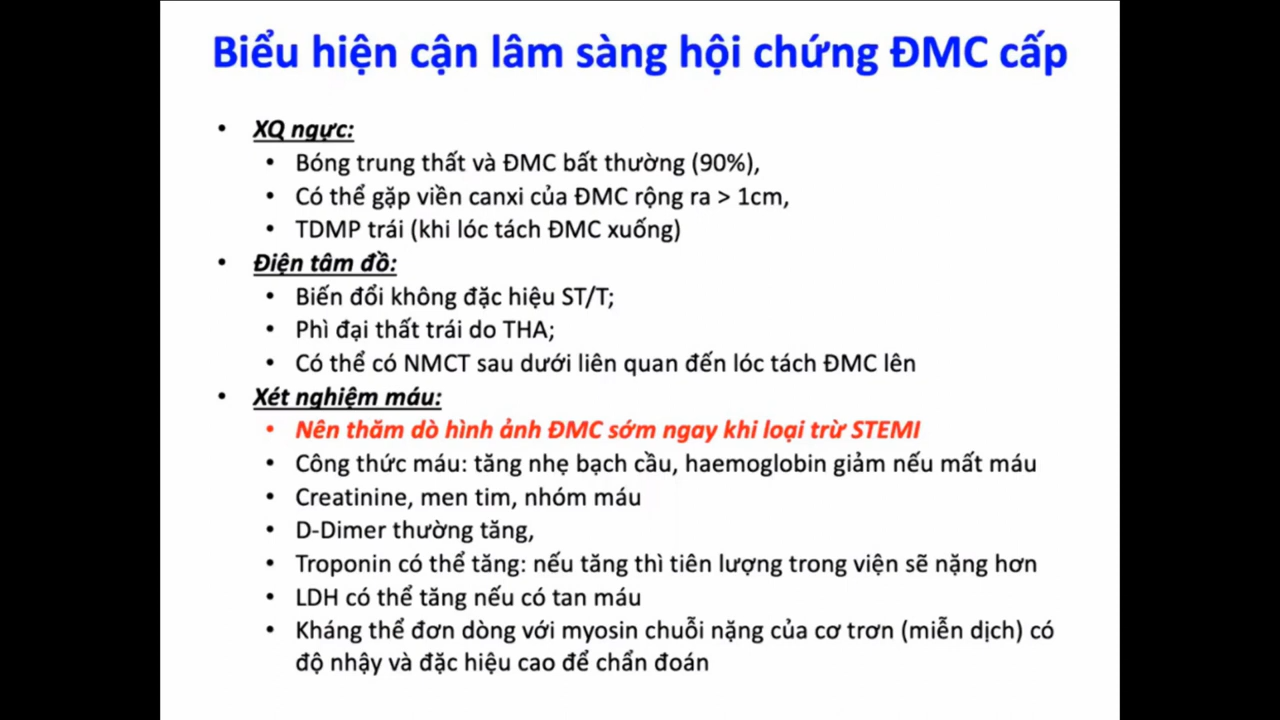 Biểu hiện cận lâm sàng hội chứng ĐMC cấp
• XQ ngực:
• Bóng trung thất và ĐMC bất thường (90%),
• Có thể gặp viền canxi của ĐMC rộng ra > 1cm,
• TDMP trái (khi lóc tách ĐMC xuống)
• Điện tâm đồ:
• Biến đổi không đặc hiệu ST/T;
• Phì đại thất trái do THA;
• Có thể có NMCT sau dưới liên quan đến lóc tách ĐMC lên
• Xét nghiệm máu:
• Nên thăm dò hình ảnh ĐMC sớm ngay khi loại trừ STEMI
• Công thức máu: tăng nhẹ bạch cầu, haemoglobin giảm nếu mất máu
• Creatinine, men tim, nhóm máu
• D-Dimer thường tăng,
• Troponin có thể tăng: nếu tăng thì tiên lượng trong viện sẽ nặng hơn
• LDH có thể tăng nếu có tan máu
• Kháng thể đơn dòng với myosin chuỗi nặng của cơ trơn (miễn dịch) có
độ nhậy và đặc hiệu cao để chẩn đoán